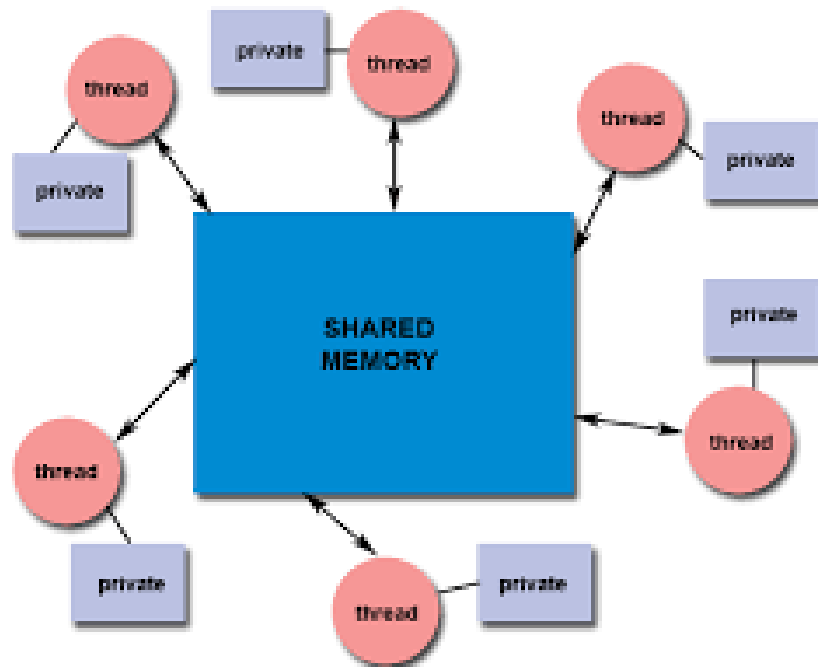 private
thread
thread
private
thread
private
SHARED
MEMORY
private
thread
thread
private
private
thread